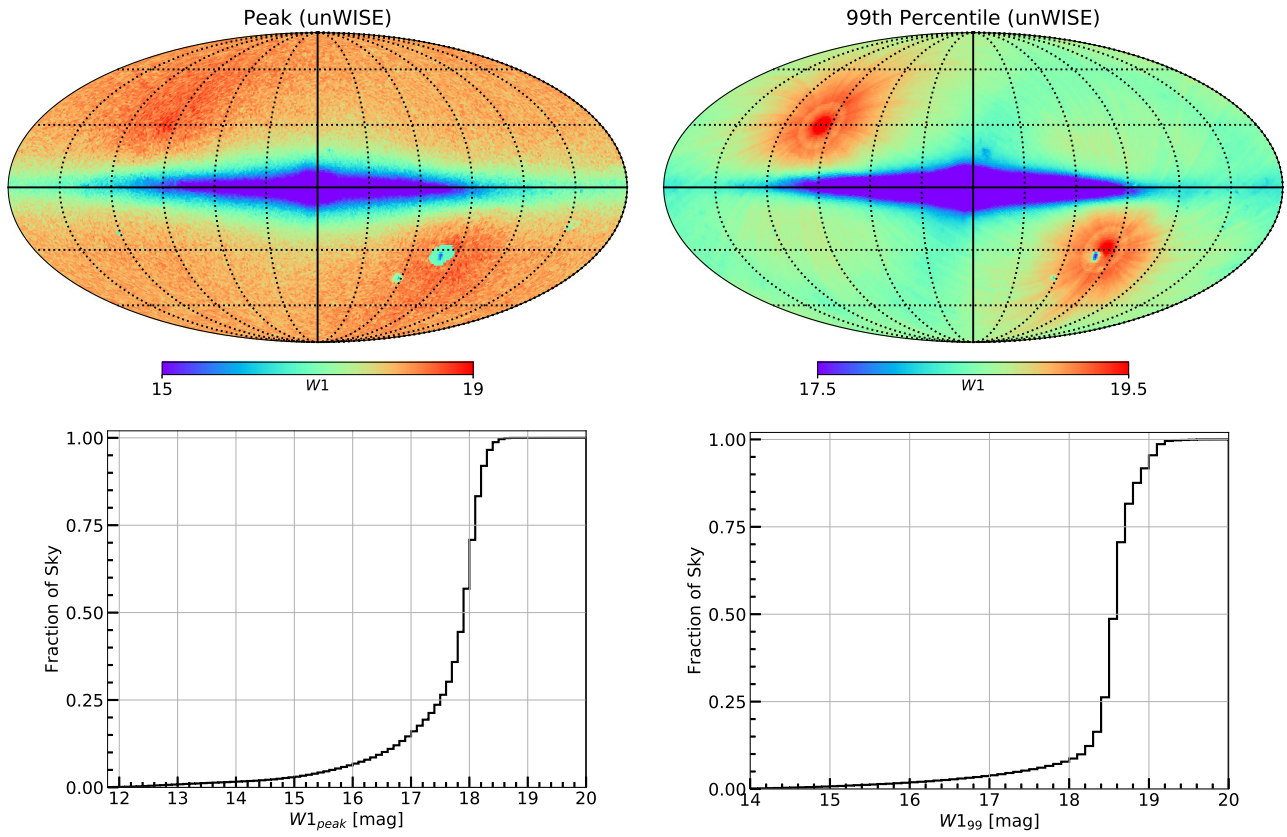 Peak (unWISE)
99th Percentile (unWISE)
15 W1 19
17.5 W1 19.5
1.00
0.75
0.50
0.25
0.00
Fraction of Sky
12 13 14 15 16 17 18 19 20
W1peak [mag]
1.00
0.75
0.50
0.25
0.00
Fraction of Sky
14 15 16 17 18 19 20
W199 [mag]